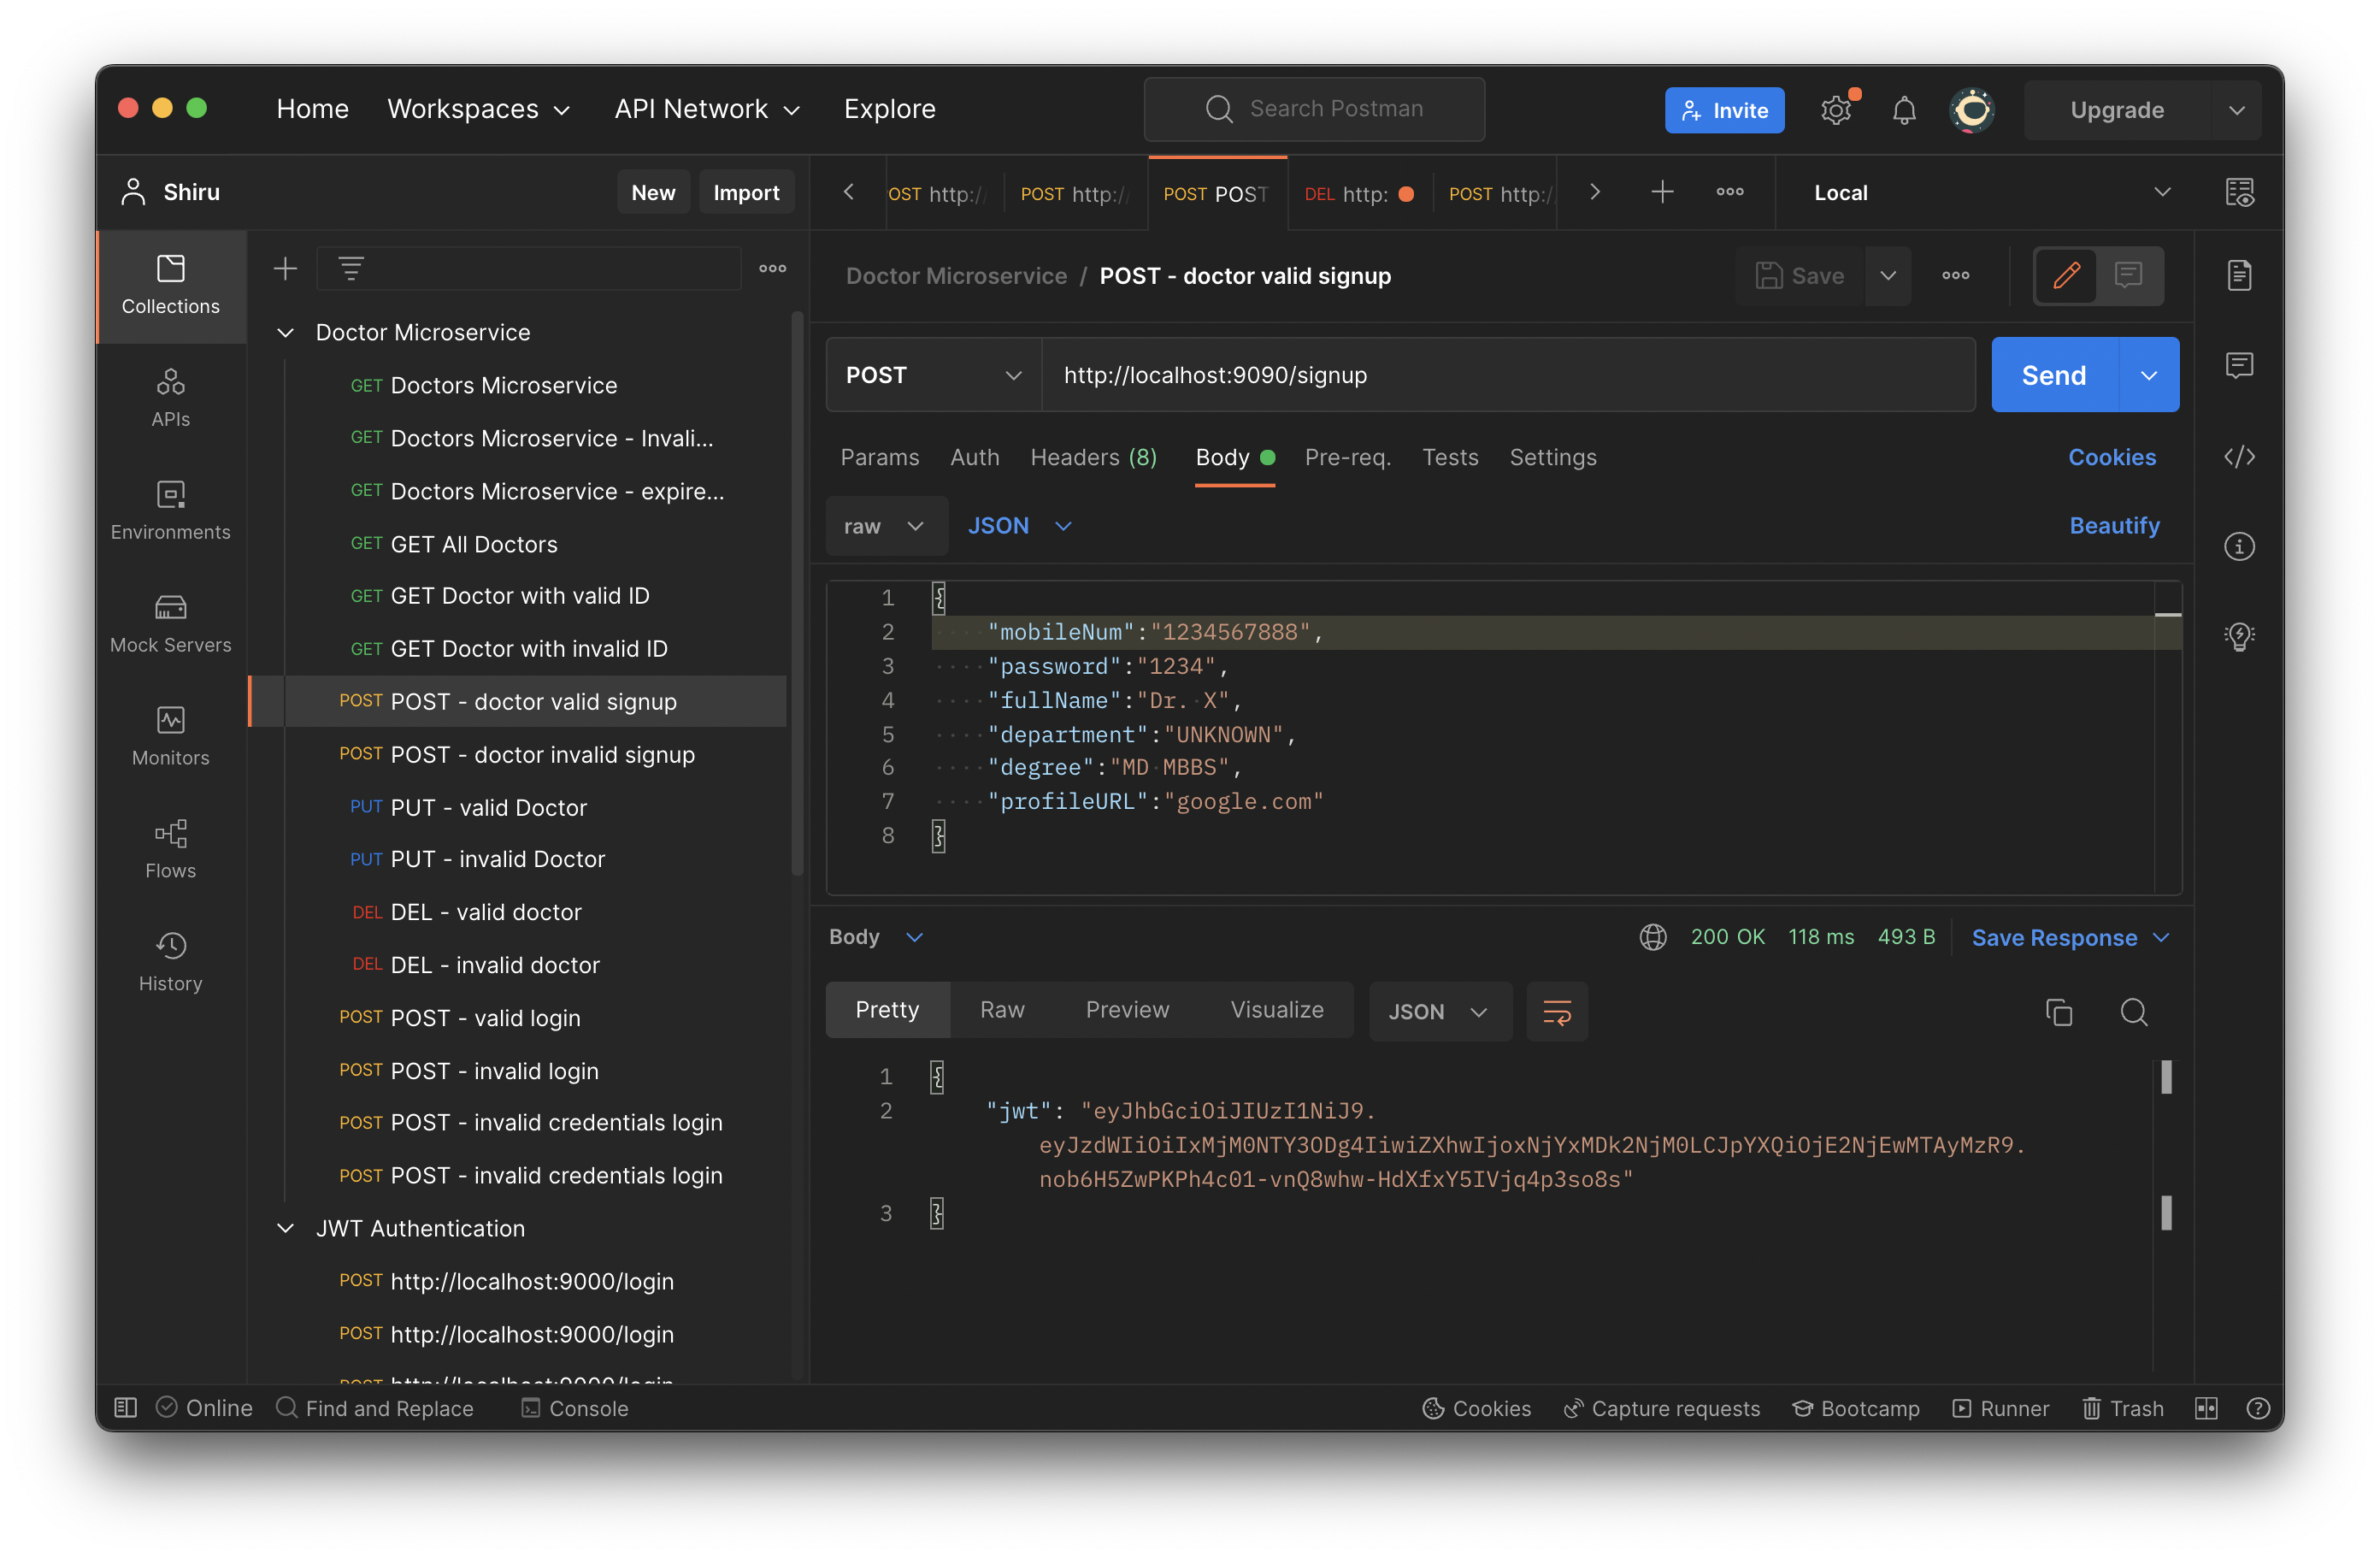 Home Workspaces API Network Explore Search Postman Invite Upgrade
Shiru New Import
OST http:/ POST http:/ POST POST DEL http: POST http:/ Local
Collections
APIs
Environments
Mock Servers
Monitors
Flows
History
Doctor Microservice
GET Doctors Microservice
GET Doctors Microservice - Invali...
GET Doctors Microservice - expire...
GET GET All Doctors
GET GET Doctor with valid ID
GET GET Doctor with invalid ID
POST POST - doctor valid signup
POST POST - doctor invalid signup
PUT PUT - valid Doctor
PUT PUT - invalid Doctor
DEL DEL - valid doctor
DEL DEL - invalid doctor
POST POST - valid login
POST POST - invalid login
POST POST - invalid credentials login
POST POST - invalid credentials login
JWT Authentication
POST http://localhost:9000/login
POST http://localhost:9000/login
POST http://localhost:9000/login
Doctor Microservice / POST - doctor valid signup Save
POST http://localhost:9090/signup Send
Params Auth Headers (8) Body Pre-req. Tests Settings Cookies
raw JSON Beautify
1 {
2 "mobileNum":"1234567888",
3 "password":"1234",
4 "fullName":"Dr. X",
5 "department":"UNKNOWN",
6 "degree":"MD MBBS",
7 "profileURL":"google.com"
8 }
Body 200 OK 118 ms 493 B Save Response
Pretty Raw Preview Visualize JSON
1 {
2 "jwt": "eyJhbGciOiJIUzI1NiJ9.
eyJzdWIiOiIxMjM0NTY3ODg4IiwiZXhwIjoxNjYxMDk2NjM0LCJpYXQiOjE2NjEwMTAyMzR9.
nob6H5ZwPKPh4c01-vnQ8whw-HdXfxY5IVjq4p3so8s"
3 }
Online Find and Replace Console Cookies Capture requests Bootcamp Runner Trash